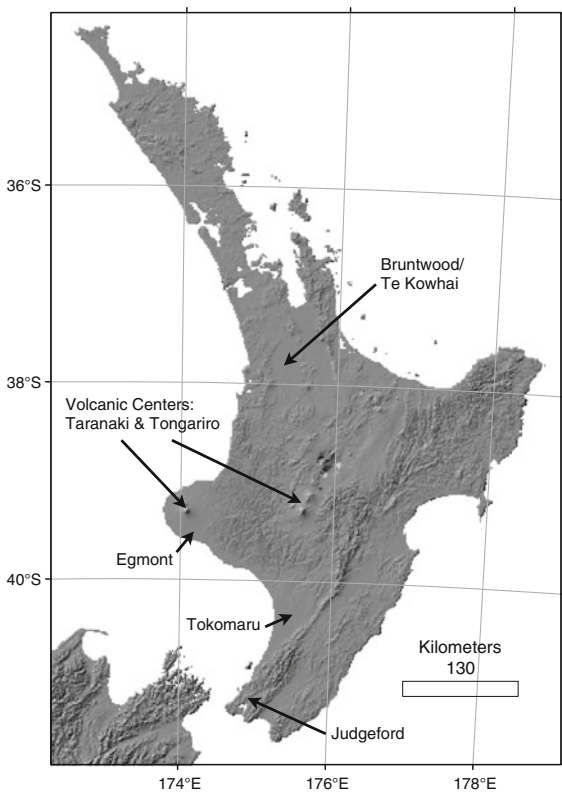 36°S
Bruntwood/
Te Kowhai
38°S
Volcanic Centers:
Taranaki & Tongariro
Egmont
40°S
Tokomaru
Kilometers
130
Judgeford
174°E
176°E
178°E